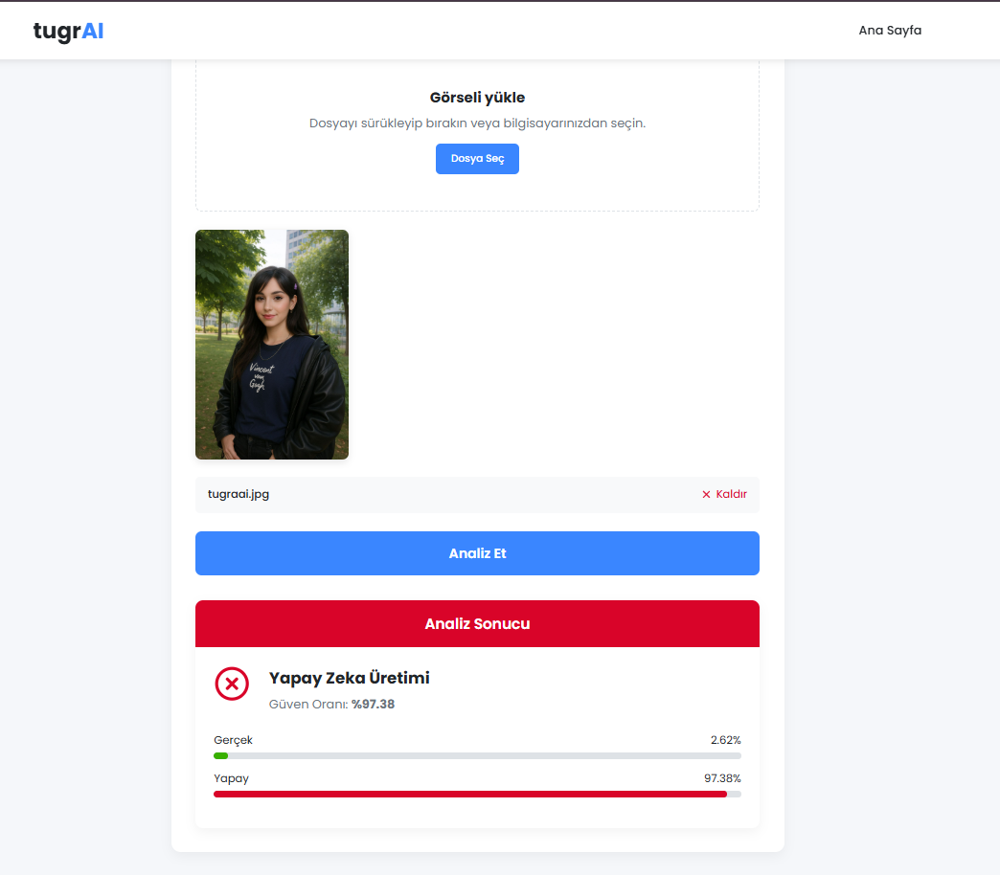 tugrAI
Ana Sayfa
Görseli yükle
Dosyayı sürükleyip bırakın veya bilgisayarınızdan seçin.
Dosya Seç
Vincent
van
Gogh
tugraai.jpg
× Kaldır
Analiz Et
Analiz Sonucu
Yapay Zeka Üretimi
Güven Oranı: %97.38
Gerçek 2.62%
Yapay 97.38%